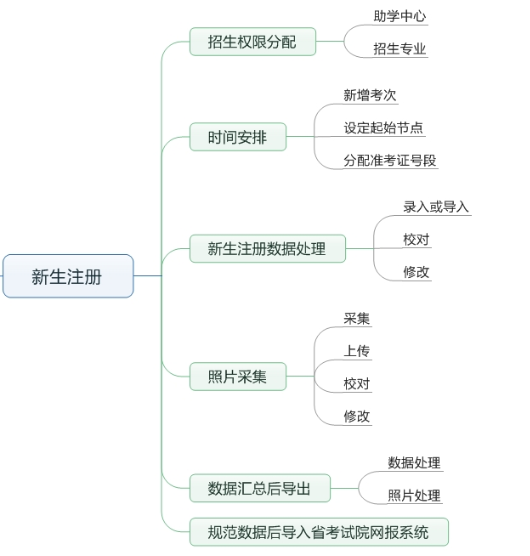 助学中心
招生权限分配
招生专业
新增考次
时间安排
设定起始节点
分配准考证号段
录入或导入
新生注册数据处理
校对
修改
新生注册
采集
上传
照片采集
校对
修改
数据处理
数据汇总后导出
照片处理
规范数据后导入省考试院网报系统